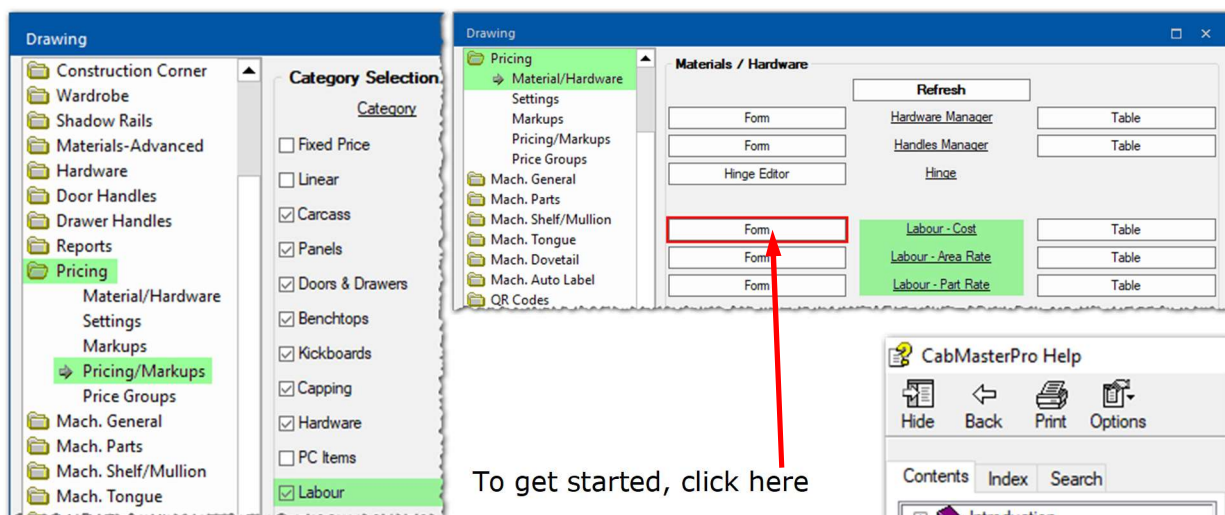 Drawing
Construction Corner
Wardrobe
Shadow Rails
Materials-Advanced
Hardware
Door Handles
Drawer Handles
Reports
Pricing
Material/Hardware
Settings
Markups
Pricing/Markups
Price Groups
Mach. General
Mach. Parts
Mach. Shelf/Mullion
Mach. Tongue
Category Selection
Category
Fixed Price
Linear
Carcass
Panels
Doors & Drawers
Benchtops
Kickboards
Capping
Hardware
PC Items
Labour
Drawing
Pricing
Material/Hardware
Settings
Markups
Pricing/Markups
Price Groups
Mach. General
Mach. Parts
Mach. Shelf/Mullion
Mach. Tongue
Mach. Dovetail
Mach. Auto Label
QR Codes
Materials / Hardware
Refresh
Form Hardware Manager Table
Form Handles Manager Table
Hinge Editor Hinge
Form Labour - Cost Table
Form Labour - Area Rate Table
Form Labour - Part Rate Table
To get started, click here
CabMasterPro Help
Hide Back Print Options
Contents Index Search
Introduction